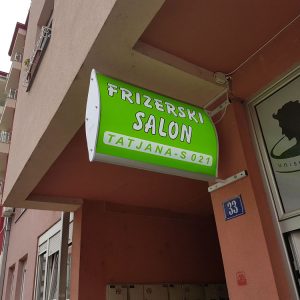 FRIZERSKI
SALON
TATJANA-S 021
33